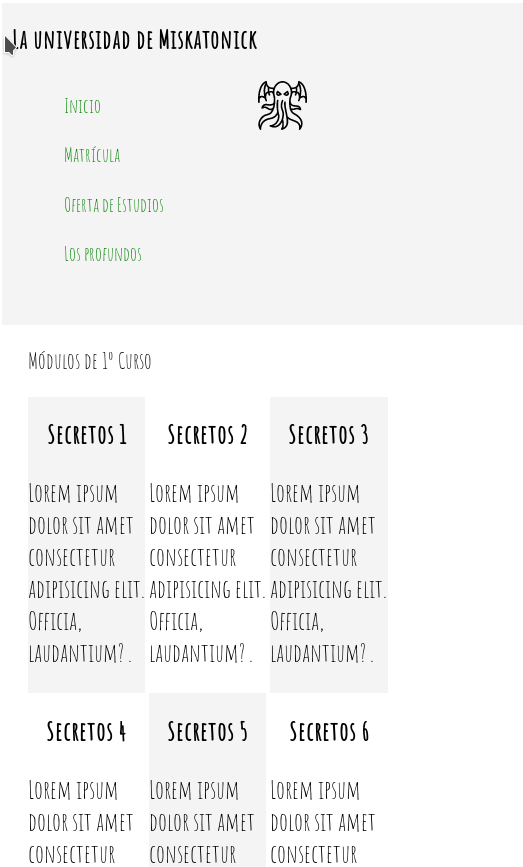 La universidad de Miskatonick
Inicio
Matrícula
Oferta de Estudios
Los profundos
Módulos de 1º Curso
Secretos 1
Lorem ipsum
dolor sit amet
consectetur
adipisicing elit.
Officia,
laudantium? .
Secretos 2
Lorem ipsum
dolor sit amet
consectetur
adipisicing elit.
Officia,
laudantium? .
Secretos 3
Lorem ipsum
dolor sit amet
consectetur
adipisicing elit.
Officia,
laudantium? .
Secretos 4
Lorem ipsum
dolor sit amet
consectetur
Secretos 5
Lorem ipsum
dolor sit amet
consectetur
Secretos 6
Lorem ipsum
dolor sit amet
consectetur